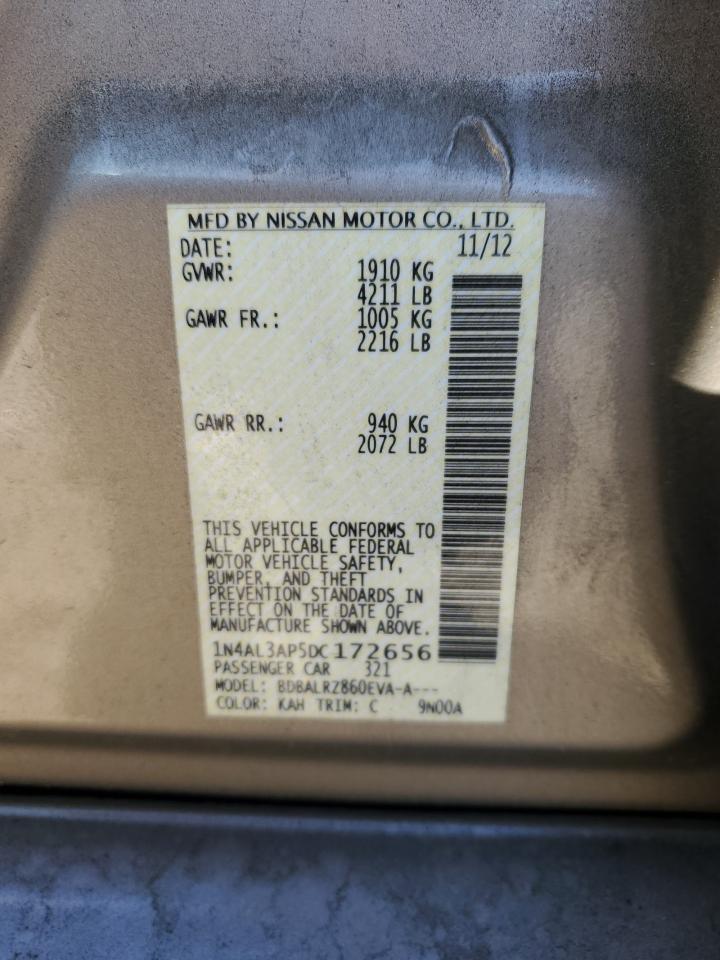 MFD BY NISSAN MOTOR CO., LTD.
DATE: 11/12
GVWR: 1910 KG
4211 LB
GAWR FR.: 1005 KG
2216 LB
GAWR RR.: 940 KG
2072 LB
THIS VEHICLE CONFORMS TO
ALL APPLICABLE FEDERAL
MOTOR VEHICLE SAFETY,
BUMPER, AND THEFT
PREVENTION STANDARDS IN
EFFECT ON THE DATE OF
MANUFACTURE SHOWN ABOVE.
1N4AL3AP5DC172656
PASSENGER CAR 321
MODEL: BDBALRZ860EVA-A---
COLOR: KAH TRIM: C 9N00A